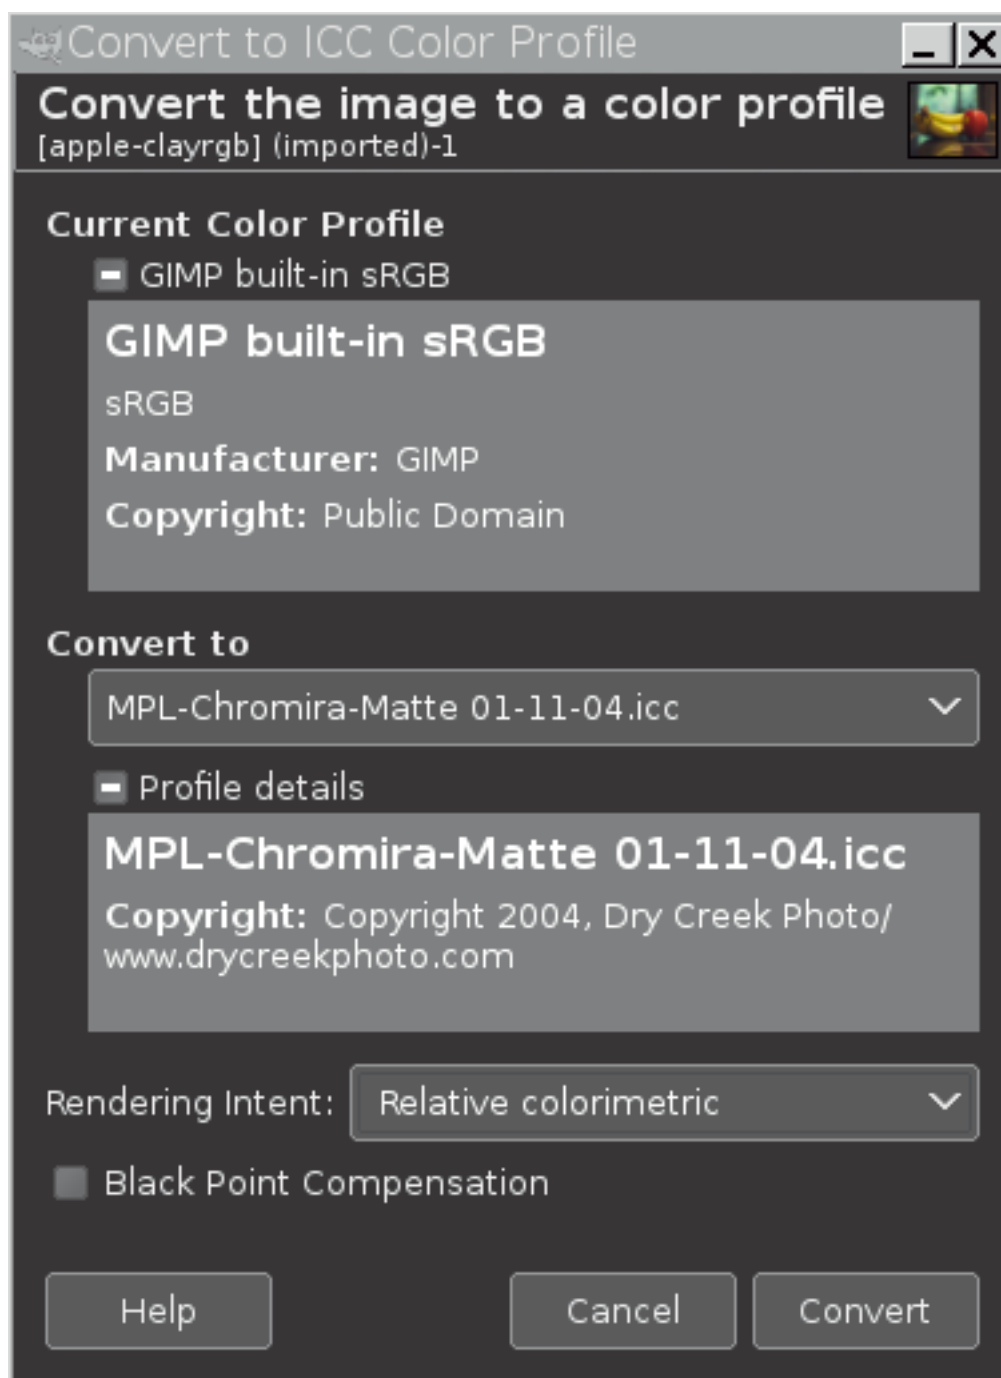 Convert to ICC Color Profile
Convert the image to a color profile
[apple-clayrgb] (imported)-1
Current Color Profile
GIMP built-in sRGB
GIMP built-in sRGB
sRGB
Manufacturer: GIMP
Copyright: Public Domain
Convert to
MPL-Chromira-Matte 01-11-04.icc
Profile details
MPL-Chromira-Matte 01-11-04.icc
Copyright: Copyright 2004, Dry Creek Photo/
www.drycreekphoto.com
Rendering Intent: Relative colorimetric
Black Point Compensation
Help Cancel Convert